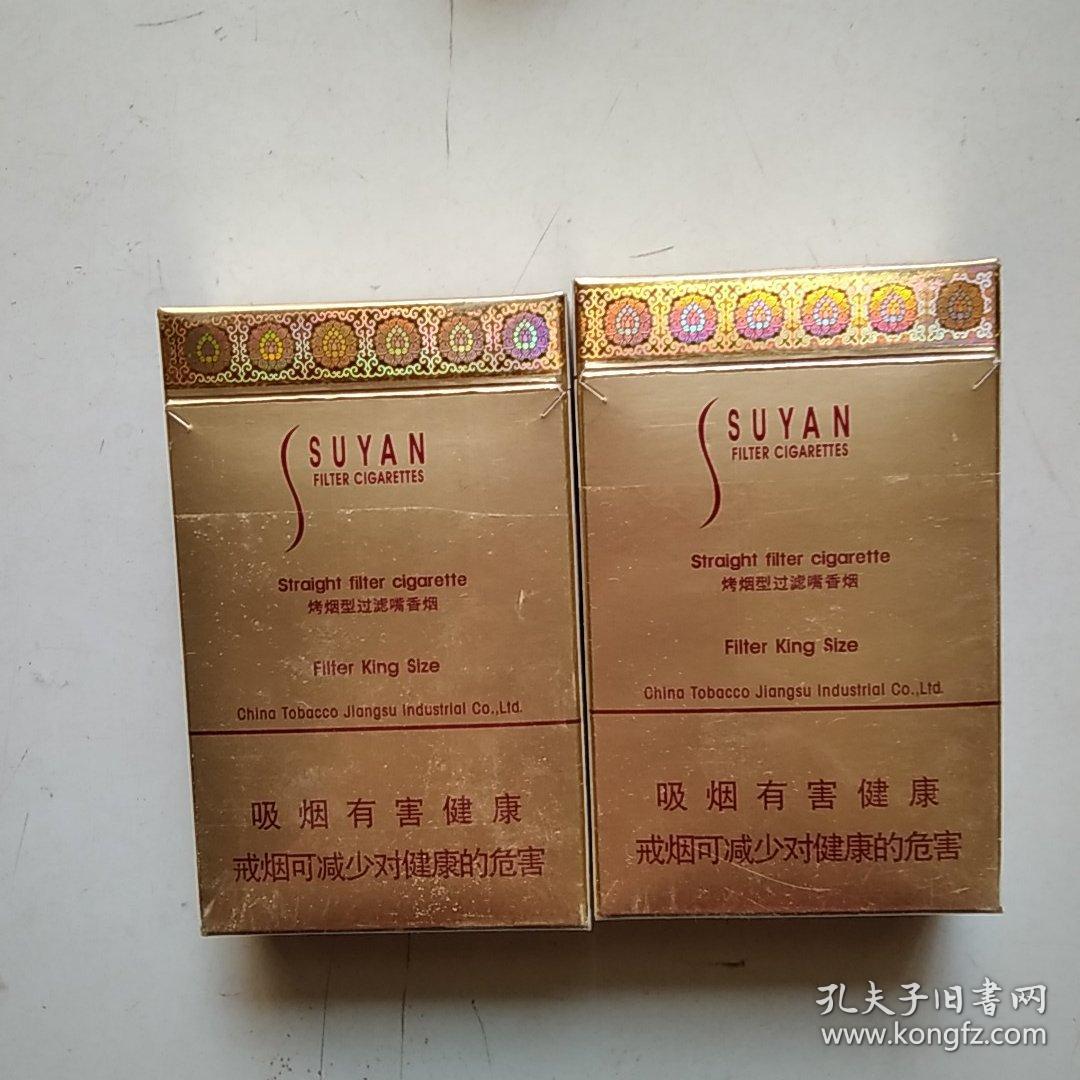 SUYAN
FILTER CIGARETTES
Straight filter cigarette
烤烟型过滤嘴香烟
Filter King Size
China Tobacco Jiangsu Industrial Co.,Ltd.
吸烟有害健康
戒烟可减少对健康的危害
SUYAN
FILTER CIGARETTES
Straight filter cigarette
烤烟型过滤嘴香烟
Filter King Size
China Tobacco Jiangsu Industrial Co.,Ltd.
吸烟有害健康
戒烟可减少对健康的危害
孔夫子旧書网
www.kongfz.com